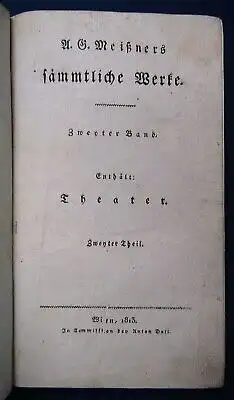 A. G. Meißners
sämmtliche Werke.
Zweyter Band.
Enthält:
Theater.
Zweyter Theil.
Wien, 1813.
In Commission bey Anton Doll.